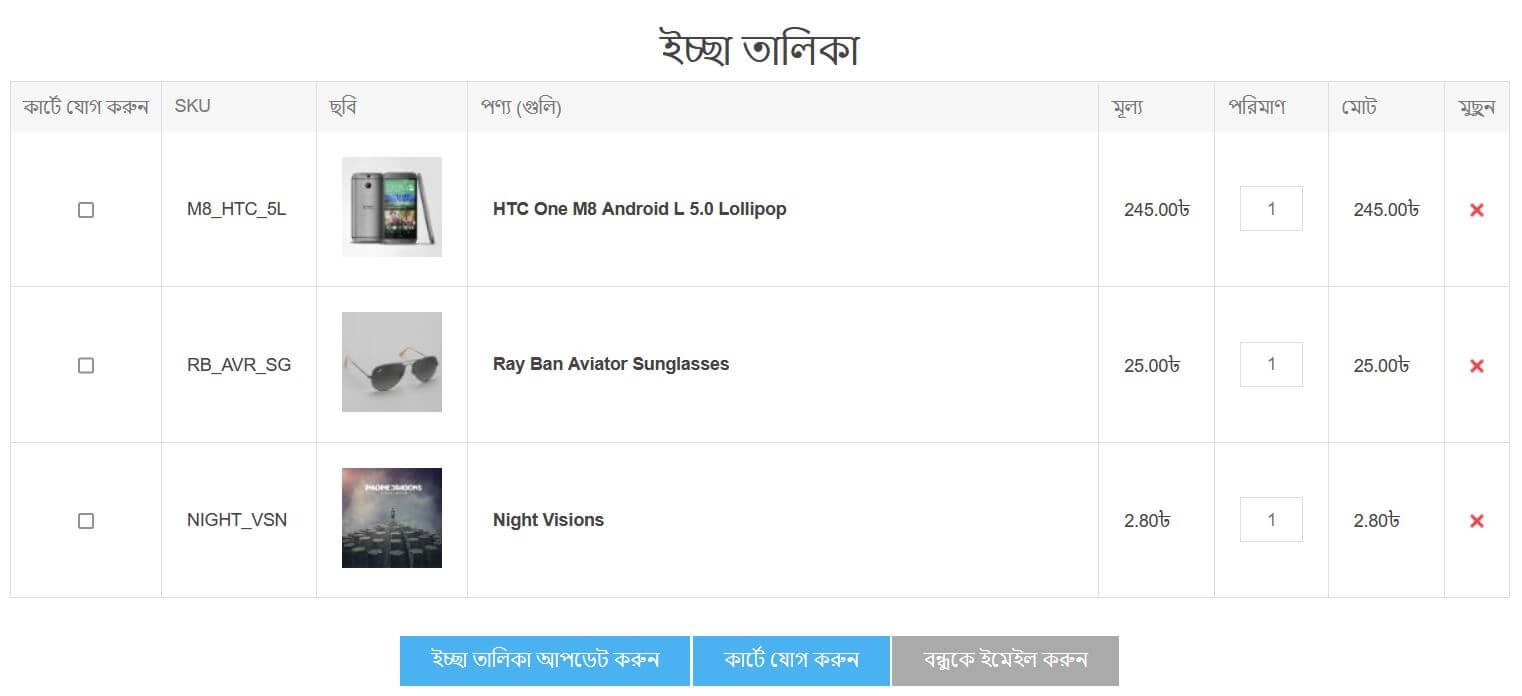 ইচ্ছা তালিকা
কার্টে যোগ করুন SKU ছবি পণ্য (গুলি) মূল্য পরিমাণ মোট মুছুন
M8_HTC_5L HTC One M8 Android L 5.0 Lollipop 245.00৳ 1 245.00৳
RB_AVR_SG Ray Ban Aviator Sunglasses 25.00৳ 1 25.00৳
IMAGINE DRAGONS
NIGHT_VSN Night Visions 2.80৳ 1 2.80৳
ইচ্ছা তালিকা আপডেট করুন কার্টে যোগ করুন বন্ধুকে ইমেইল করুন